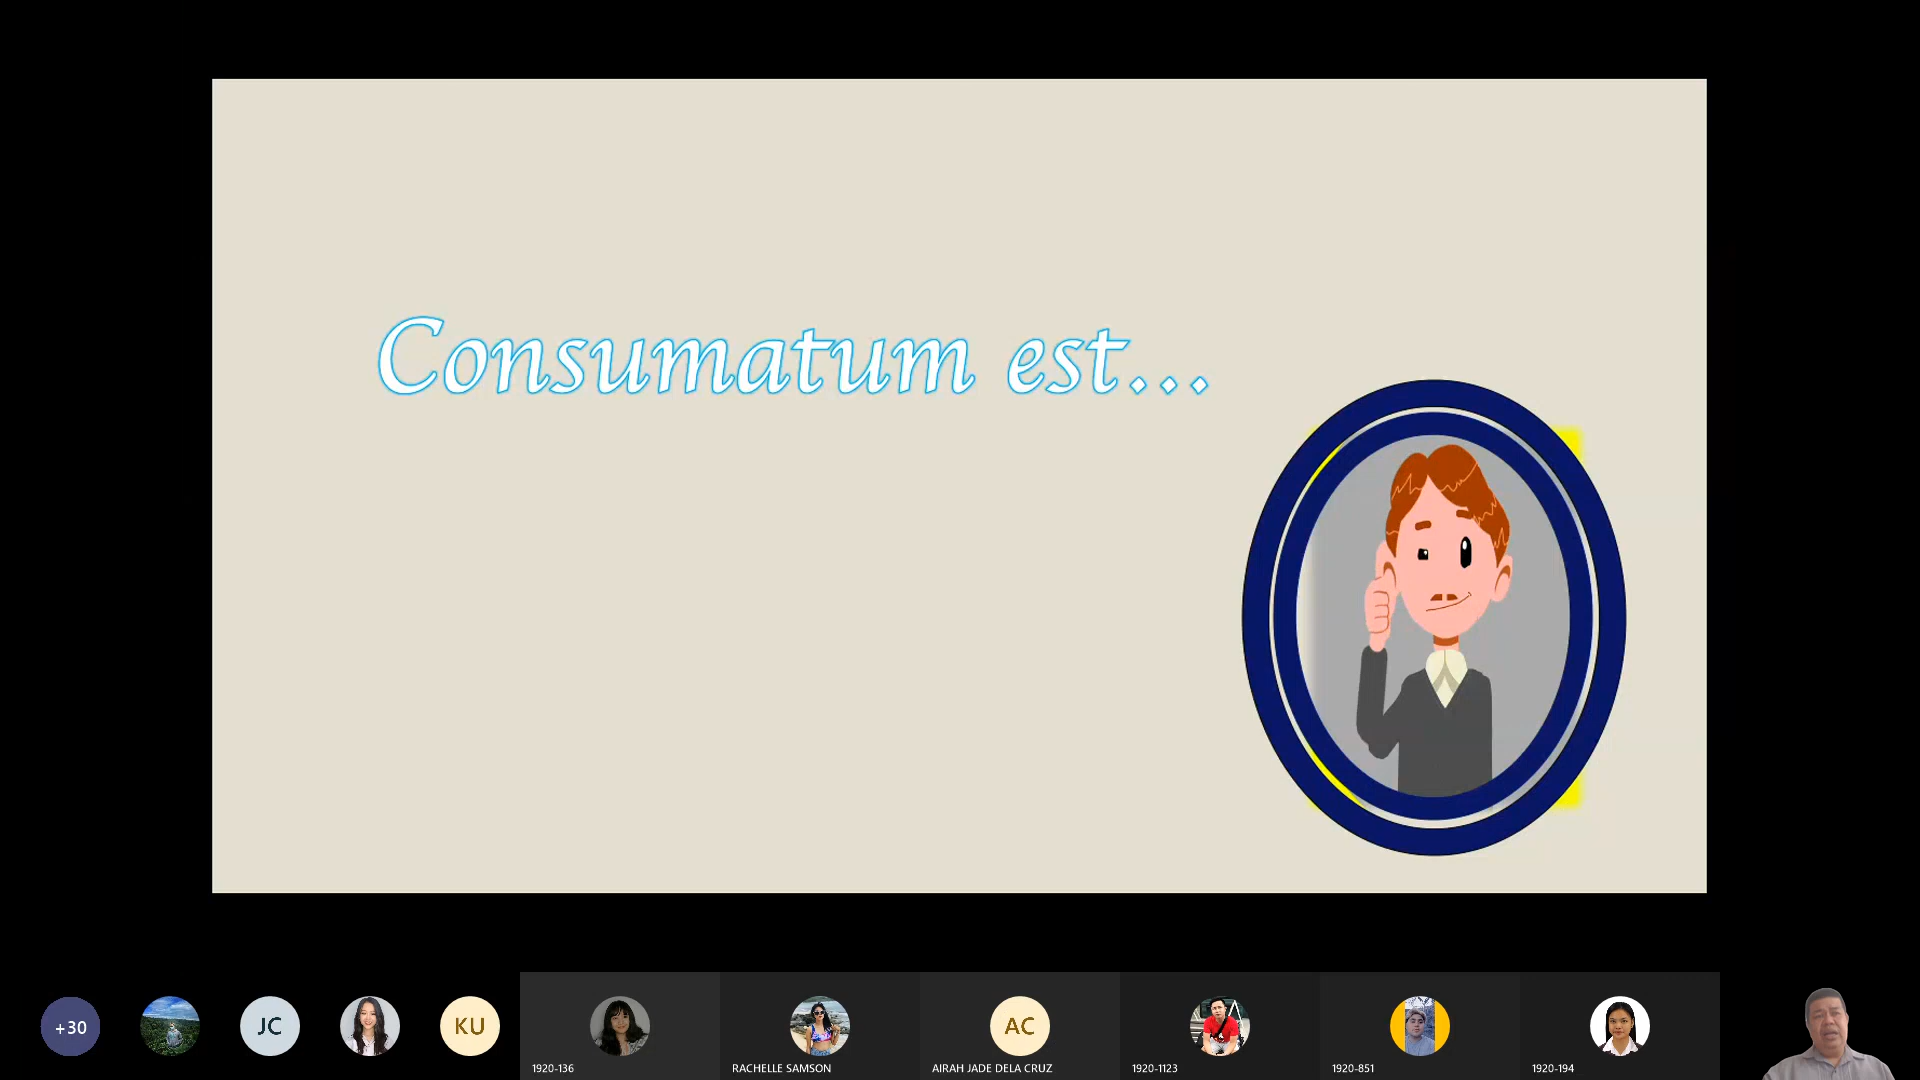 Consumatum est...
+30
JC
KU
AC
1920-136
RACHELLE SAMSON
AIRAH JADE DELA CRUZ
1920-1123
1920-851
1920-194